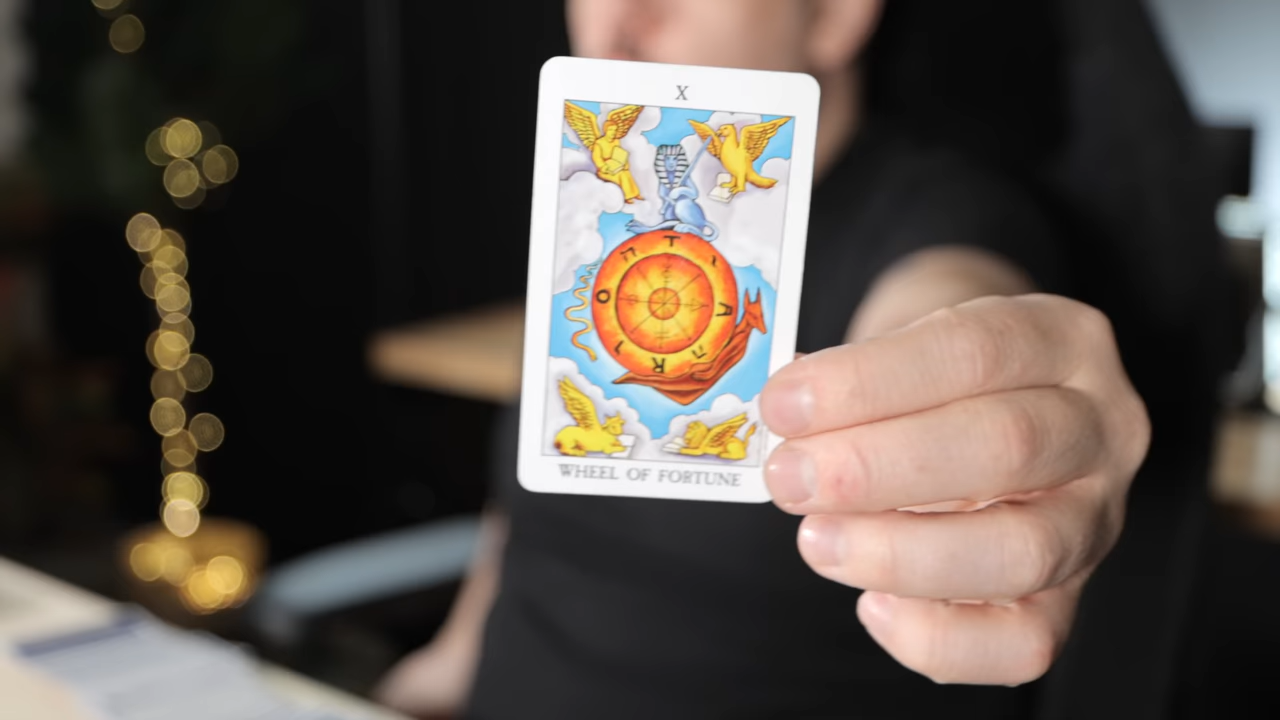 X
T י A ה R ו O ה
WHEEL OF FORTUNE